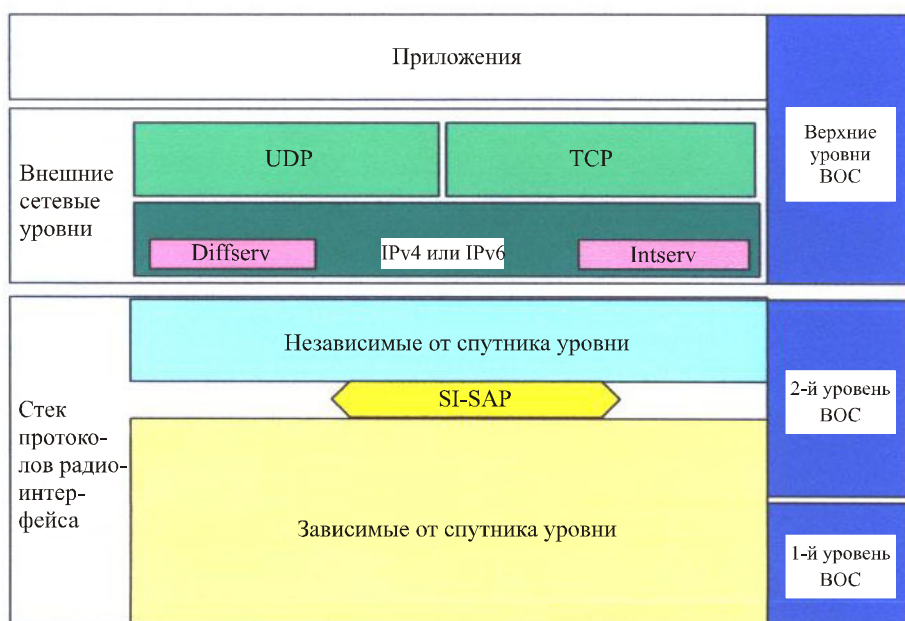 Приложения
Внешние
сетевые
уровни
UDP
TCP
Diffserv
IPv4 или IPv6
Intserv
Верхние
уровни
ВОС
Стек
протоко-
лов радио-
интер-
фейса
Независимые от спутника уровни
SI-SAP
Зависимые от спутника уровни
2-й уровень
ВОС
1-й уровень
ВОС